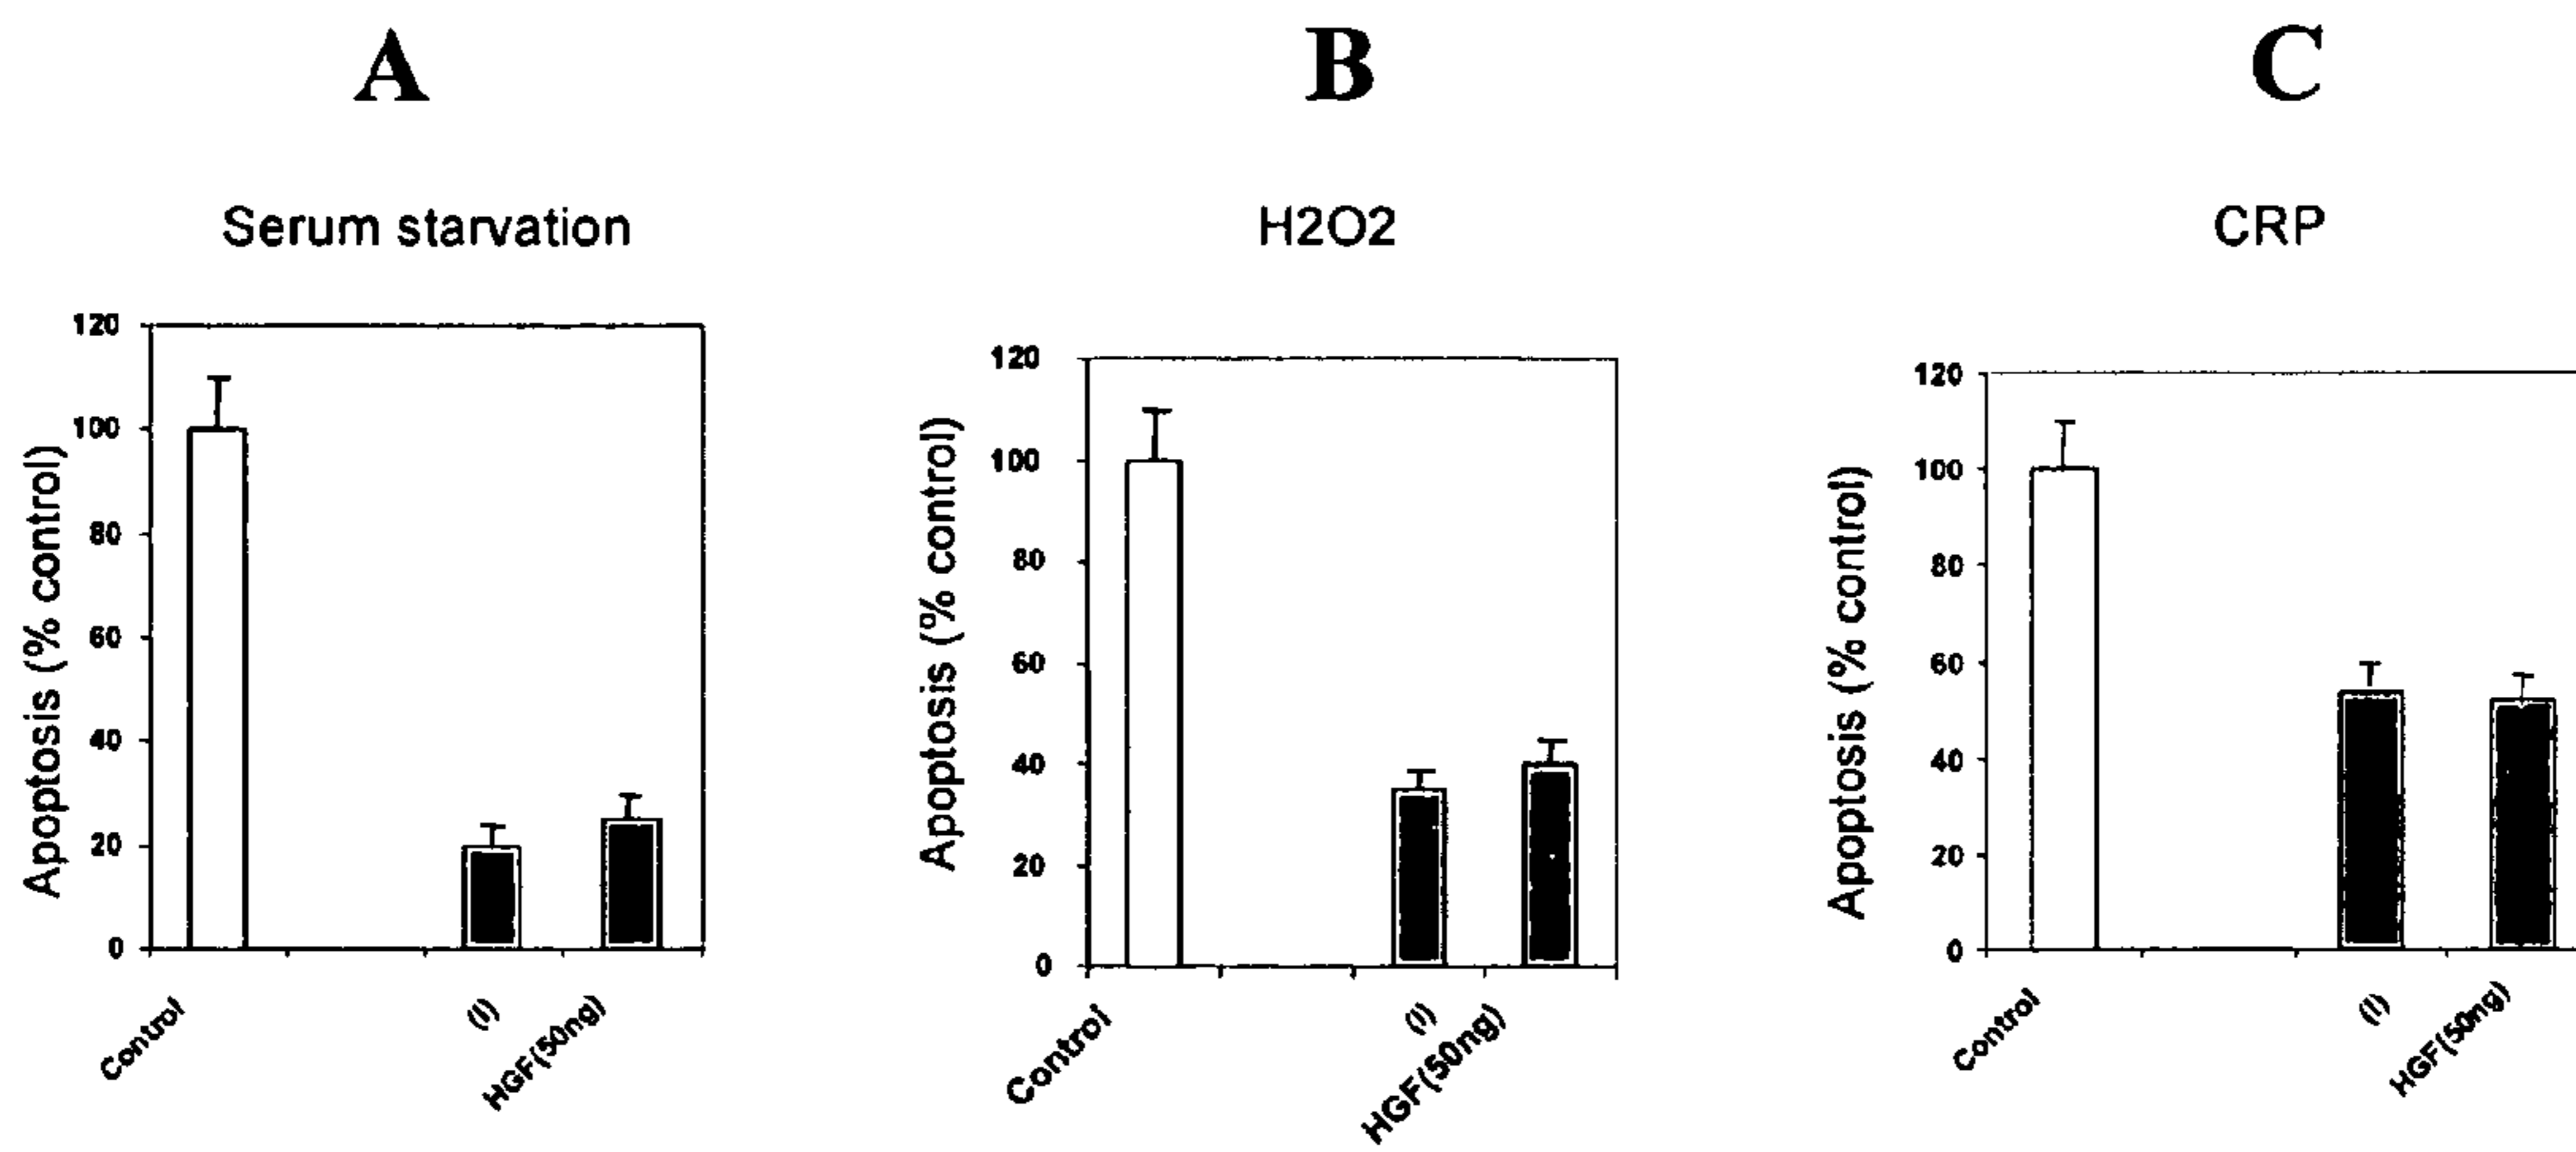 A
Serum starvation
Apoptosis (% control)
120
100
80
60
40
20
0
Control
(I)
HGF(50ng)
B
H2O2
Apoptosis (% control)
120
100
80
60
40
20
0
Control
(I)
HGF(50ng)
C
CRP
Apoptosis (% control)
120
100
80
60
40
20
0
Control
(I)
HGF(50ng)